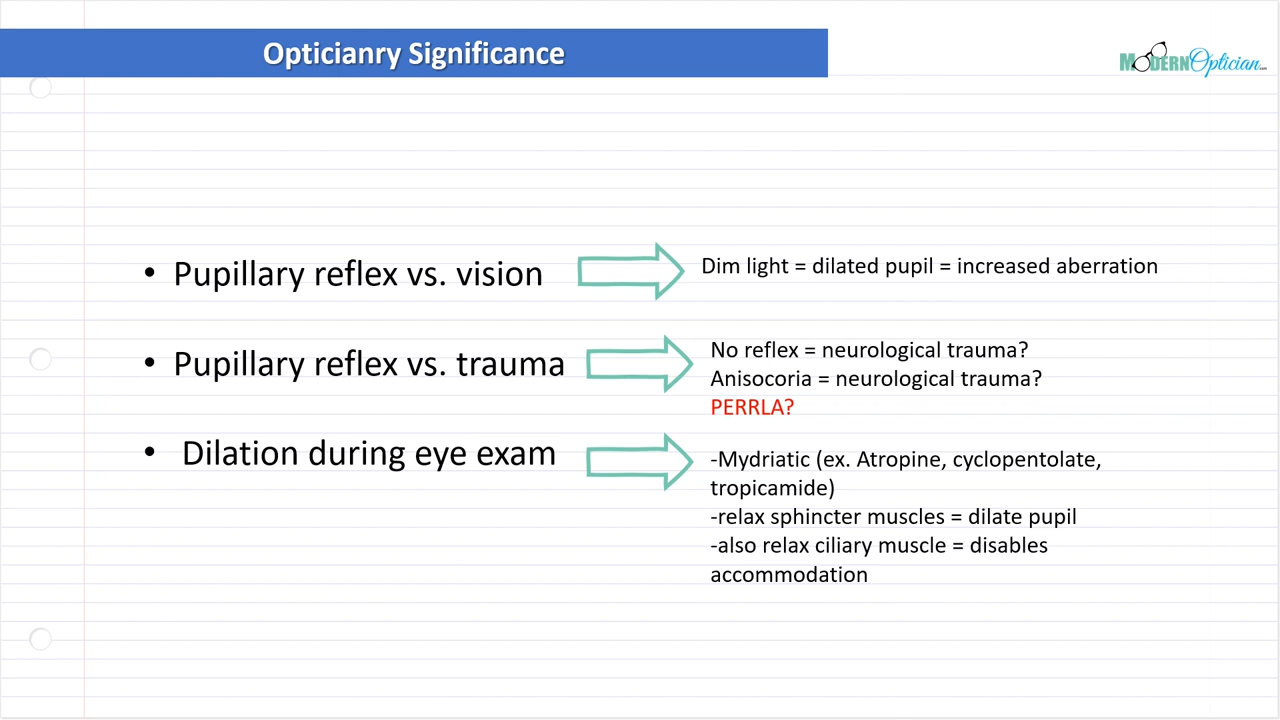 Opticianry Significance
MODERNOptician.com
• Pupillary reflex vs. vision
Dim light = dilated pupil = increased aberration
• Pupillary reflex vs. trauma
No reflex = neurological trauma?
Anisocoria = neurological trauma?
PERRLA?
• Dilation during eye exam
-Mydriatic (ex. Atropine, cyclopentolate,
tropicamide)
-relax sphincter muscles = dilate pupil
-also relax ciliary muscle = disables
accommodation